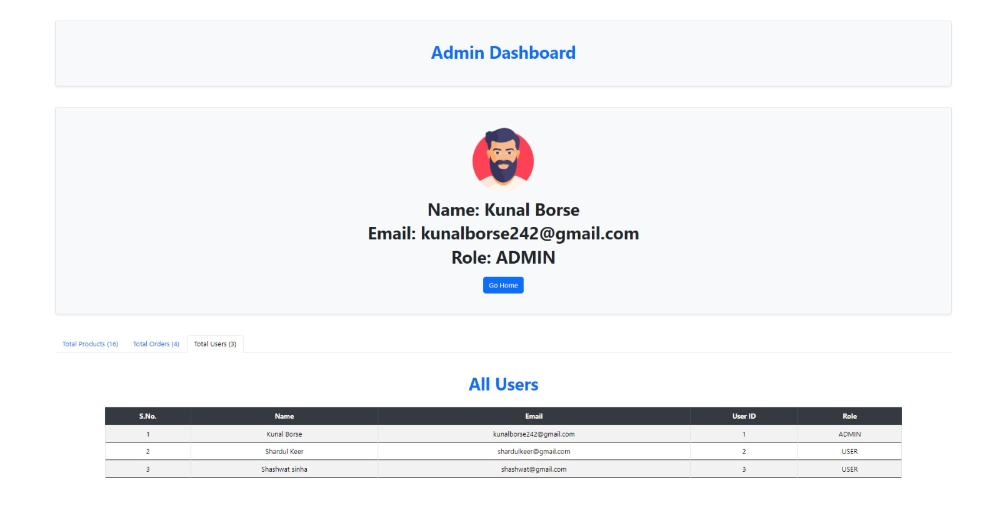 Admin Dashboard
Name: Kunal Borse
Email: kunalborse242@gmail.com
Role: ADMIN
Go Home
Total Products (16) Total Orders (4) Total Users (3)
All Users
S.No. Name Email User ID Role
1 Kunal Borse kunalborse242@gmail.com 1 ADMIN
2 Shardul Keer shardulkeer@gmail.com 2 USER
3 Shashwat sinha shashwat@gmail.com 3 USER